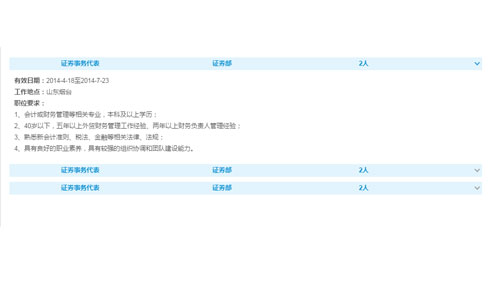 证券事务代表 证券部 2人
有效日期：2014-4-18至2014-7-23
工作地点：山东烟台
职位要求：
1、会计或财务管理等相关专业，本科及以上学历；
2、40岁以下，五年以上外贸财务管理工作经验、两年以上财务负责人管理经验；
3、熟悉新会计准则、税法、金融等相关法律、法规；
4、具有良好的职业素养，具有较强的组织协调和团队建设能力。
证券事务代表 证券部 2人
证券事务代表 证券部 2人